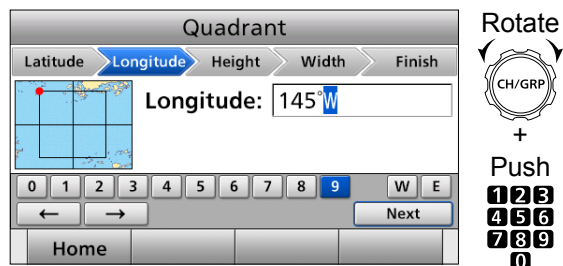 Quadrant
Latitude Longitude Height Width Finish
Longitude: 145°W
0 1 2 3 4 5 6 7 8 9 W E
← → Next
Home
Rotate
CH/GRP
+
Push
1 2 3
4 5 6
7 8 9
0